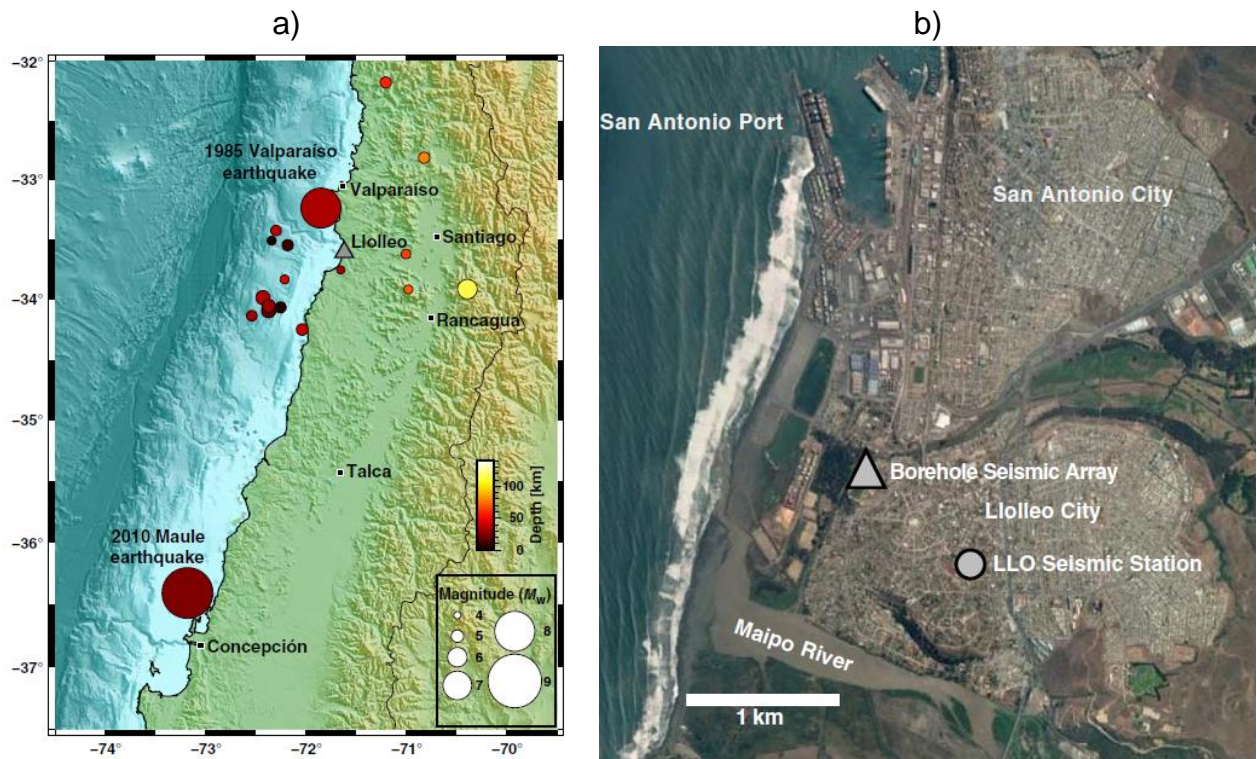 a)
b)
−32°
−33°
−34°
−35°
−36°
−37°
−74°
−73°
−72°
−71°
−70°
1985 Valparaíso
earthquake
Valparaíso
Llolleo
Santiago
Rancagua
Talca
2010 Maule
earthquake
Concepción
Depth [km]
100
50
0
Magnitude (Mw)
4
5
6
7
8
9
San Antonio Port
San Antonio City
Borehole Seismic Array
Llolleo City
LLO Seismic Station
Maipo River
1 km